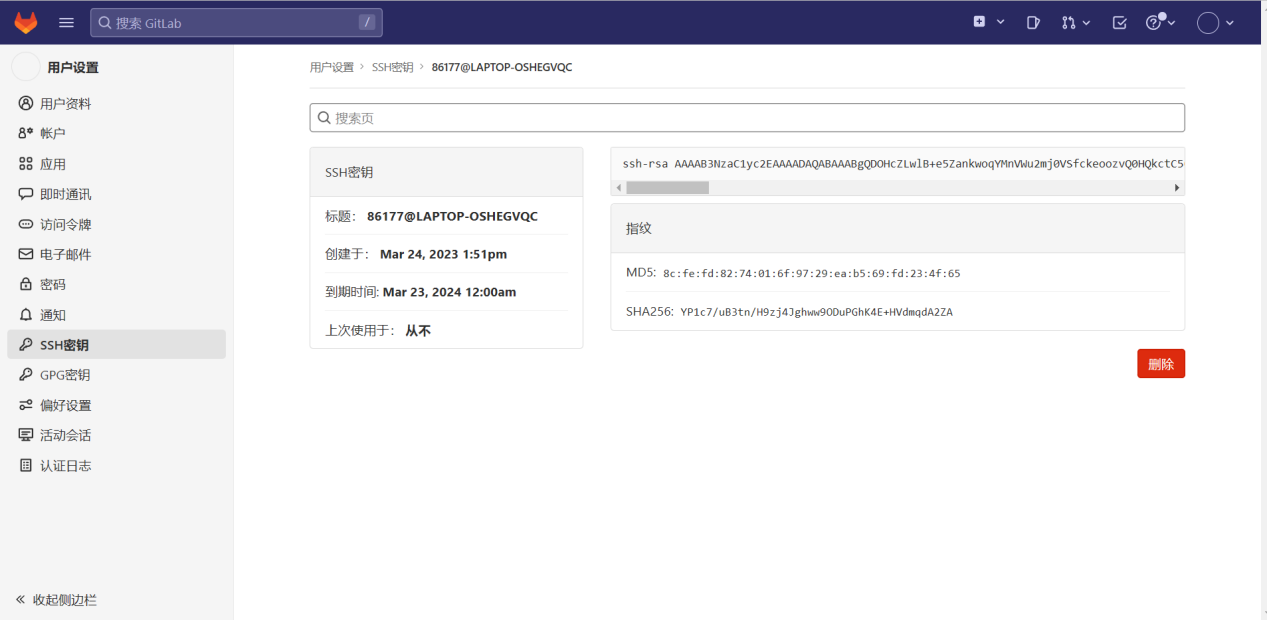 搜索 GitLab /
用户设置
用户资料
帐户
应用
即时通讯
访问令牌
电子邮件
密码
通知
SSH密钥
GPG密钥
偏好设置
活动会话
认证日志
收起侧边栏
用户设置 › SSH密钥 › 86177@LAPTOP-OSHEGVQC
搜索页
SSH密钥
标题: 86177@LAPTOP-OSHEGVQC
创建于: Mar 24, 2023 1:51pm
到期时间: Mar 23, 2024 12:00am
上次使用于: 从不
ssh-rsa AAAAB3NzaC1yc2EAAAADAQABAAABgQDOHcZLwlB+e5ZankwoqYMnVWu2mj0VSfckeoozvQ0HQkctC5
指纹
MD5: 8c:fe:fd:82:74:01:6f:97:29:ea:b5:69:fd:23:4f:65
SHA256: YP1c7/uB3tn/H9zj4Jghww9ODuPGhK4E+HVdmqdA2ZA
删除